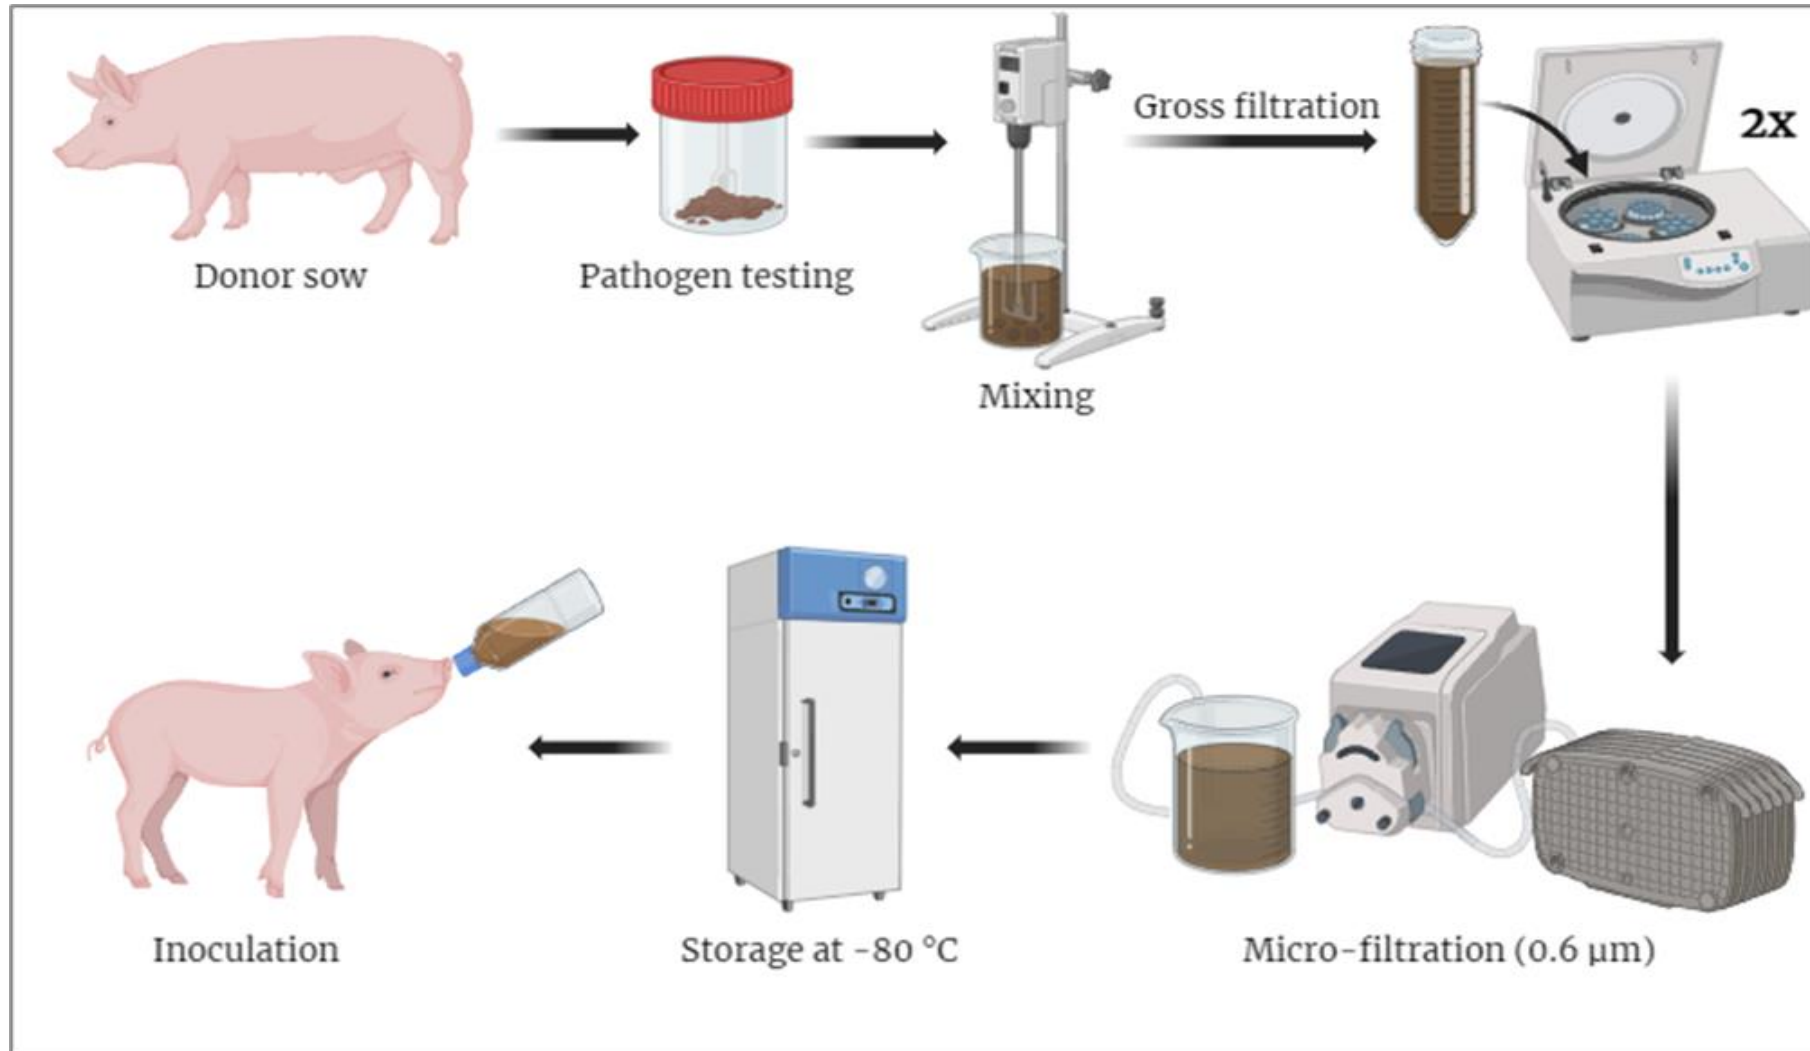 Gross filtration
2x
Donor sow
Pathogen testing
Mixing
Inoculation
Storage at -80 °C
Micro-filtration (0.6 µm)